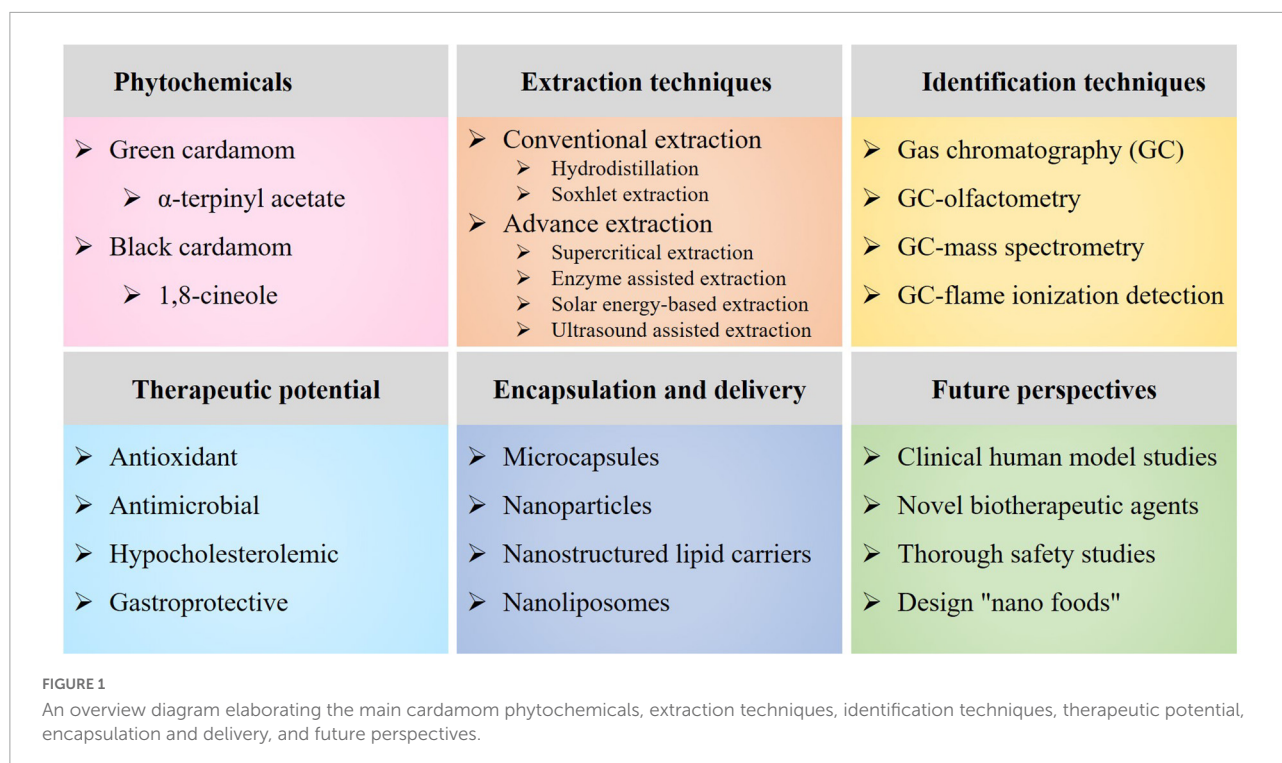 Phytochemicals
➢ Green cardamom
➢ α-terpinyl acetate
➢ Black cardamom
➢ 1,8-cineole
Extraction techniques
➢ Conventional extraction
➢ Hydrodistillation
➢ Soxhlet extraction
➢ Advance extraction
➢ Supercritical extraction
➢ Enzyme assisted extraction
➢ Solar energy-based extraction
➢ Ultrasound assisted extraction
Identification techniques
➢ Gas chromatography (GC)
➢ GC-olfactometry
➢ GC-mass spectrometry
➢ GC-flame ionization detection
Therapeutic potential
➢ Antioxidant
➢ Antimicrobial
➢ Hypocholesterolemic
➢ Gastroprotective
Encapsulation and delivery
➢ Microcapsules
➢ Nanoparticles
➢ Nanostructured lipid carriers
➢ Nanoliposomes
Future perspectives
➢ Clinical human model studies
➢ Novel biotherapeutic agents
➢ Thorough safety studies
➢ Design "nano foods"
FIGURE 1
An overview diagram elaborating the main cardamom phytochemicals, extraction techniques, identification techniques, therapeutic potential,
encapsulation and delivery, and future perspectives.